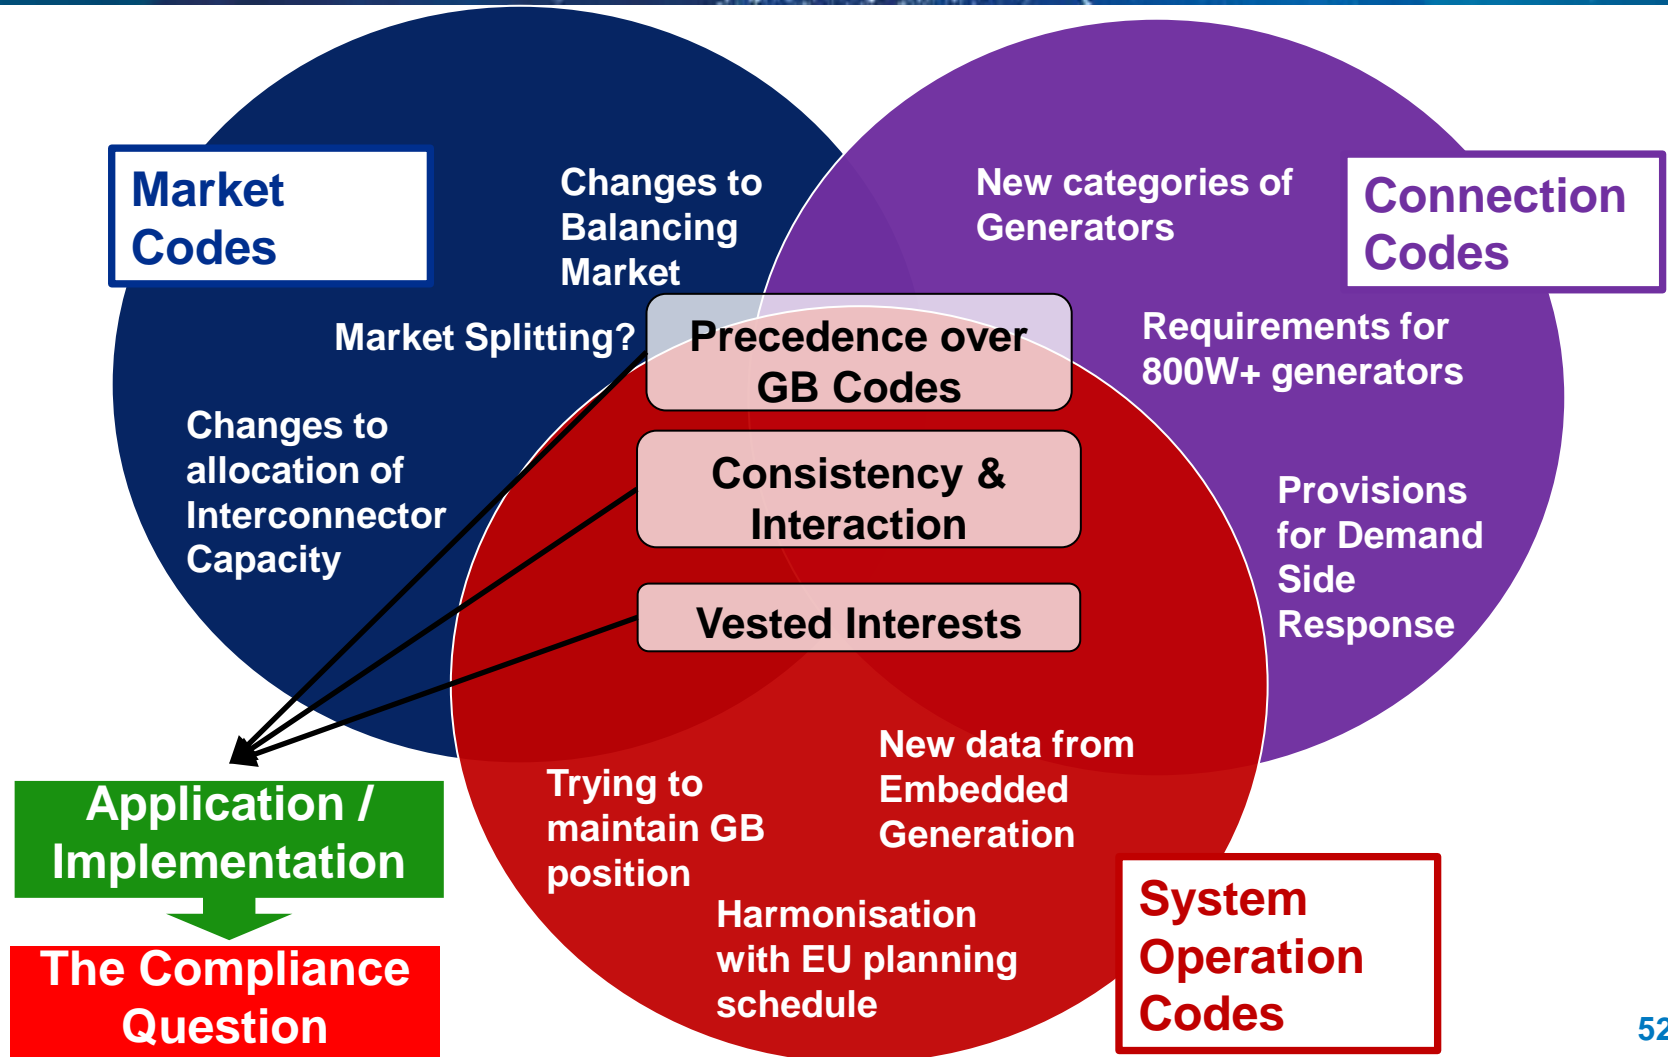 Market
Codes
Changes to
Balancing
Market
New categories of
Generators
Connection
Codes
Market Splitting?
Precedence over
GB Codes
Requirements for
800W+ generators
Changes to
allocation of
Interconnector
Capacity
Consistency &
Interaction
Provisions
for Demand
Side
Response
Vested Interests
Application /
Implementation
Trying to
maintain GB
position
New data from
Embedded
Generation
Harmonisation
with EU planning
schedule
System
Operation
Codes
The Compliance
Question
52